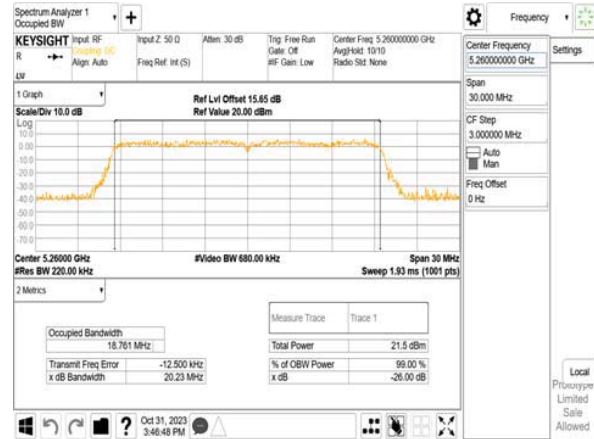 Spectrum Analyzer 1
Occupied BW
KEYSIGHT
R
LV
Input: RF
Coupling: DC
Align: Auto
Input Z: 50 Ω
Freq Ref: Int (S)
Atten: 30 dB
Trig: Free Run
Gate: Off
#IF Gain: Low
Center Freq: 5.260000000 GHz
Avg|Hold: 10/10
Radio Std: None
1 Graph
Scale/Div 10.0 dB
Ref Lvl Offset 15.65 dB
Ref Value 20.00 dBm
Log
10.0
0.00
-10.0
-20.0
-30.0
-40.0
-50.0
-60.0
-70.0
Center 5.26000 GHz
#Res BW 220.00 kHz
#Video BW 680.00 kHz
Span 30 MHz
Sweep 1.93 ms (1001 pts)
2 Metrics
Measure Trace Trace 1
Occupied Bandwidth
18.761 MHz
Total Power 21.5 dBm
Transmit Freq Error -12.500 kHz
% of OBW Power 99.00 %
x dB Bandwidth 20.23 MHz
x dB -26.00 dB
Oct 31, 2023
3:46:48 PM
Frequency
Center Frequency
5.260000000 GHz
Settings
Span
30.000 MHz
CF Step
3.000000 MHz
Auto
Man
Freq Offset
0 Hz
Local
Prototype
Limited
Sale
Allowed